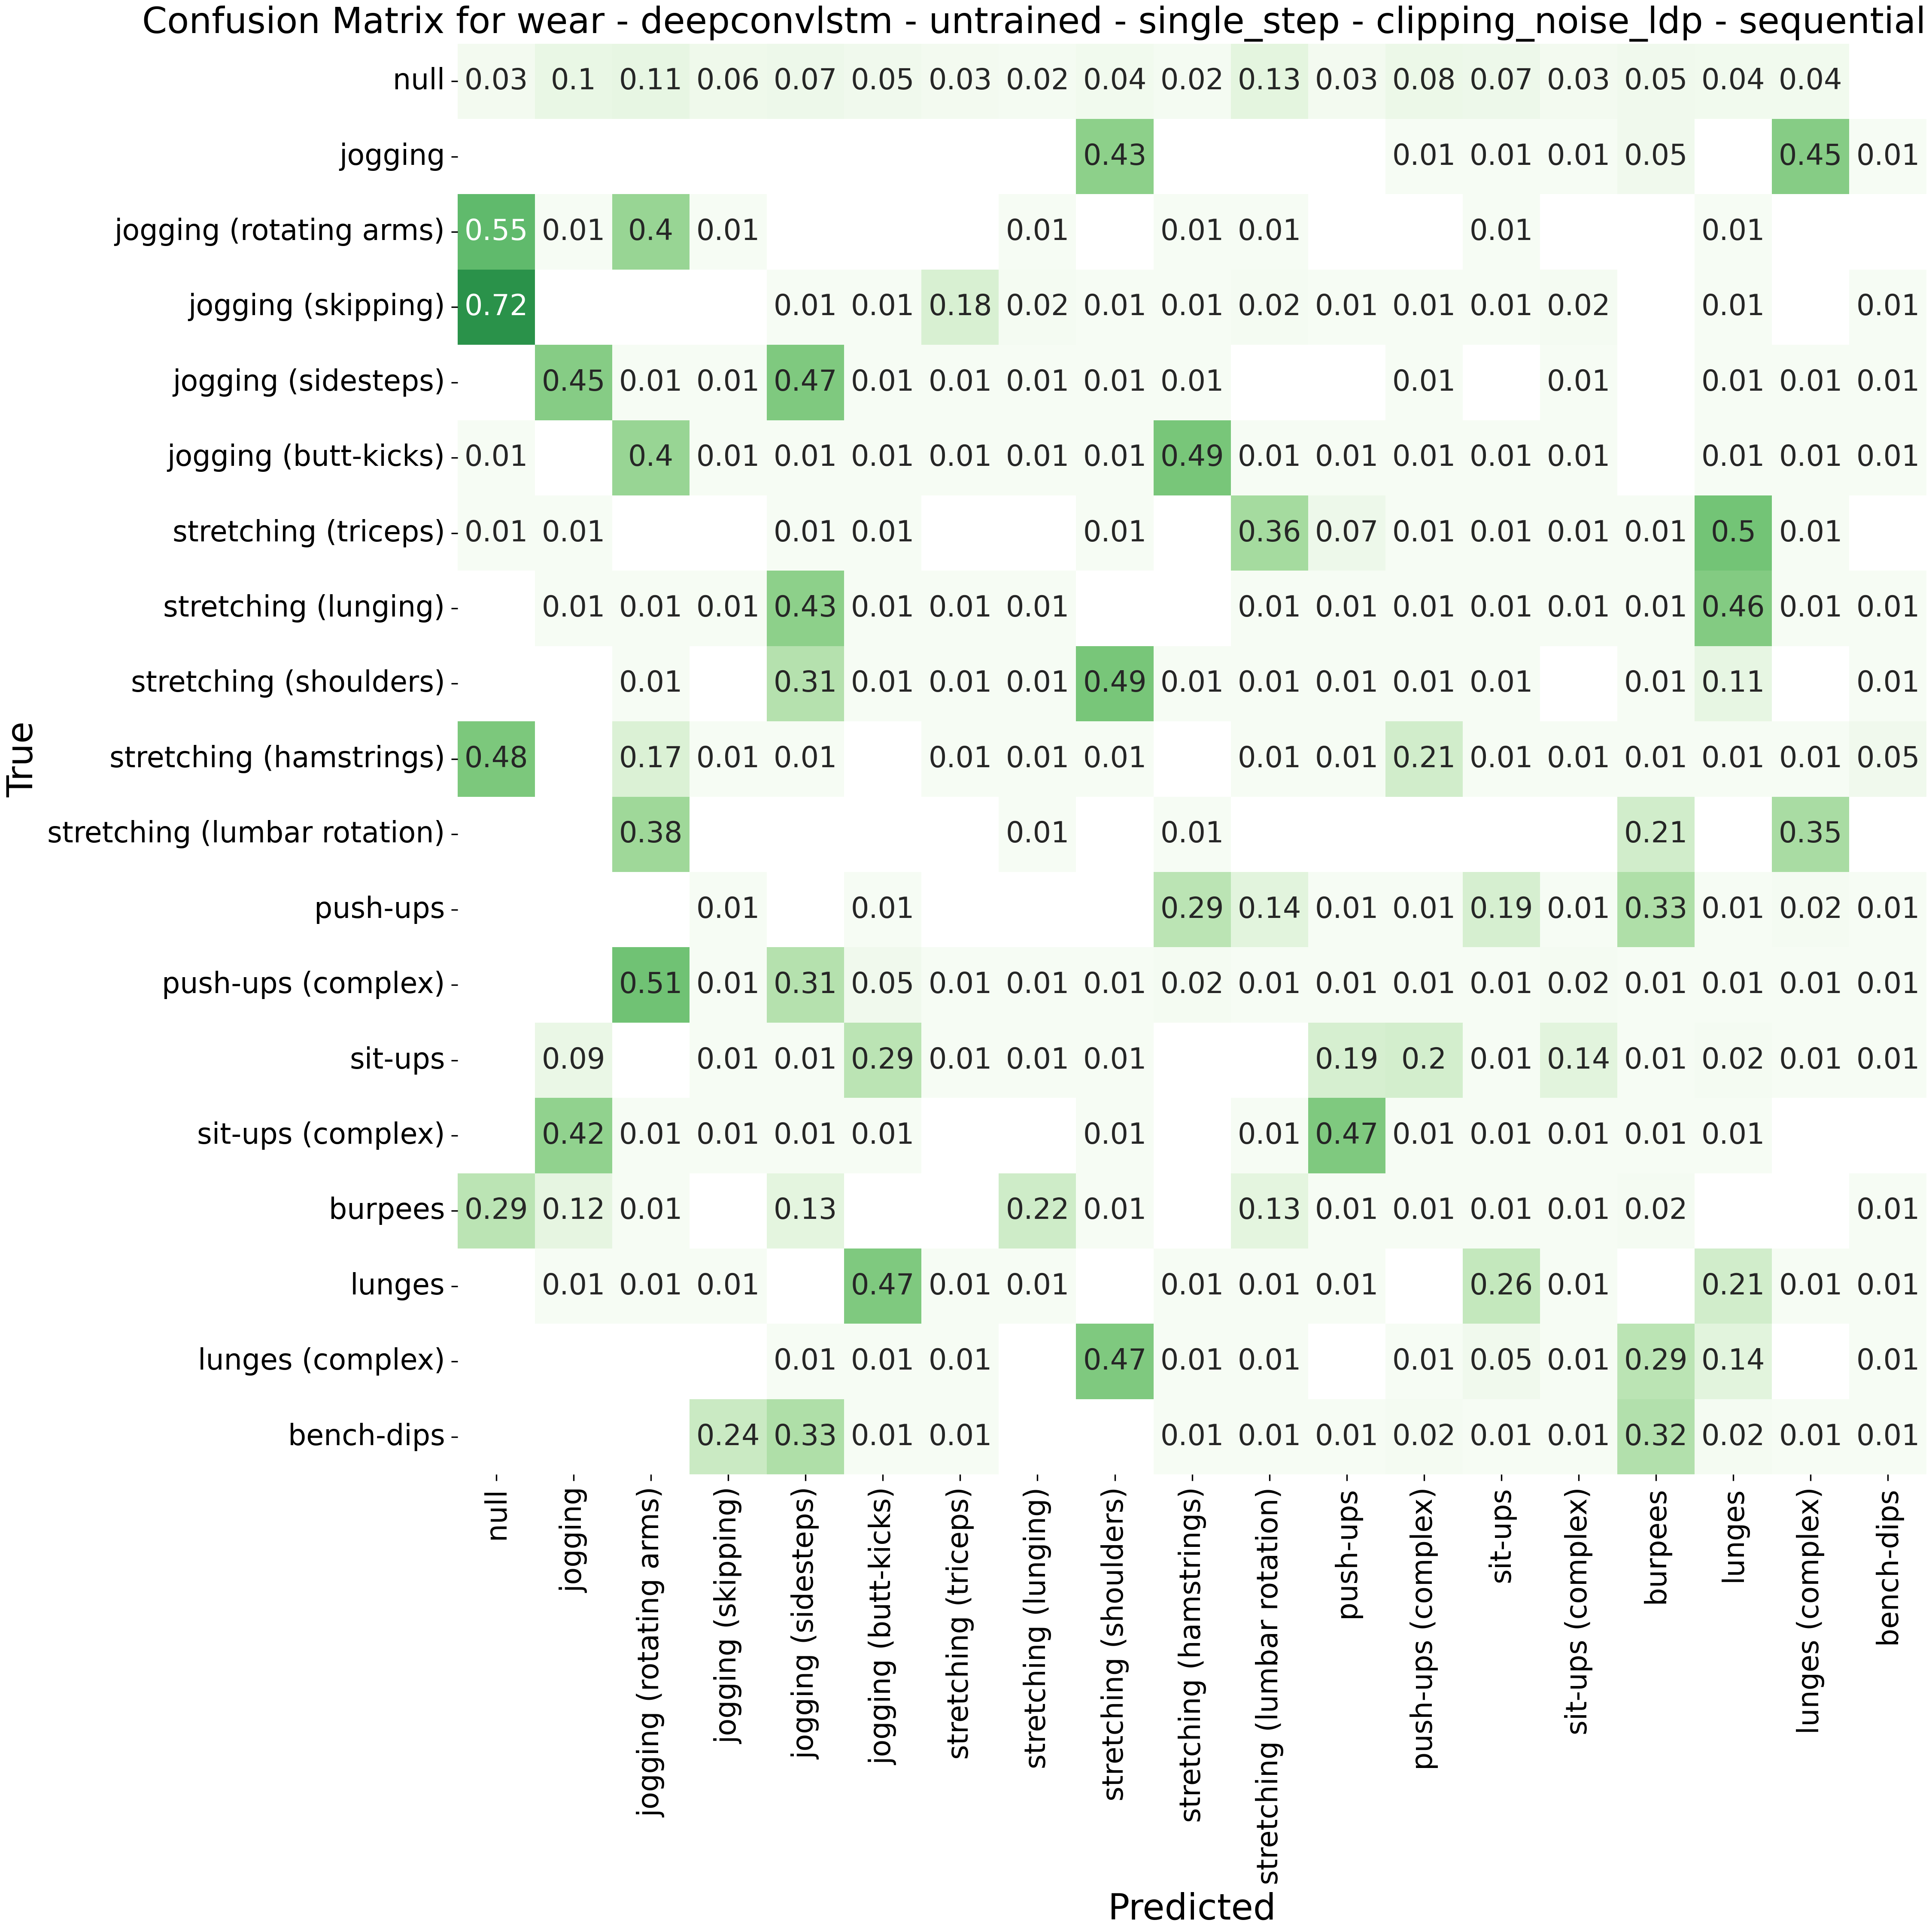 Confusion Matrix for wear - deepconvlstm - untrained - single_step - clipping_noise_ldp - sequential
True
null 0.03 0.1 0.11 0.06 0.07 0.05 0.03 0.02 0.04 0.02 0.13 0.03 0.08 0.07 0.03 0.05 0.04 0.04
jogging 0.43 0.01 0.01 0.01 0.05 0.45 0.01
jogging (rotating arms) 0.55 0.01 0.4 0.01 0.01 0.01 0.01 0.01 0.01
jogging (skipping) 0.72 0.01 0.01 0.18 0.02 0.01 0.01 0.02 0.01 0.01 0.01 0.02 0.01 0.01
jogging (sidesteps) 0.45 0.01 0.01 0.47 0.01 0.01 0.01 0.01 0.01 0.01 0.01 0.01 0.01 0.01
jogging (butt-kicks) 0.01 0.4 0.01 0.01 0.01 0.01 0.01 0.01 0.49 0.01 0.01 0.01 0.01 0.01 0.01 0.01 0.01
stretching (triceps) 0.01 0.01 0.01 0.01 0.01 0.36 0.07 0.01 0.01 0.01 0.01 0.5 0.01
stretching (lunging) 0.01 0.01 0.01 0.43 0.01 0.01 0.01 0.01 0.01 0.01 0.01 0.01 0.01 0.46 0.01 0.01
stretching (shoulders) 0.01 0.31 0.01 0.01 0.01 0.49 0.01 0.01 0.01 0.01 0.01 0.01 0.11 0.01
stretching (hamstrings) 0.48 0.17 0.01 0.01 0.01 0.01 0.01 0.01 0.01 0.21 0.01 0.01 0.01 0.01 0.01 0.05
stretching (lumbar rotation) 0.38 0.01 0.01 0.21 0.35
push-ups 0.01 0.01 0.29 0.14 0.01 0.01 0.19 0.01 0.33 0.01 0.02 0.01
push-ups (complex) 0.51 0.01 0.31 0.05 0.01 0.01 0.01 0.02 0.01 0.01 0.01 0.01 0.02 0.01 0.01 0.01 0.01
sit-ups 0.09 0.01 0.01 0.29 0.01 0.01 0.01 0.19 0.2 0.01 0.14 0.01 0.02 0.01 0.01
sit-ups (complex) 0.42 0.01 0.01 0.01 0.01 0.01 0.01 0.47 0.01 0.01 0.01 0.01 0.01
burpees 0.29 0.12 0.01 0.13 0.22 0.01 0.13 0.01 0.01 0.01 0.01 0.02 0.01
lunges 0.01 0.01 0.01 0.47 0.01 0.01 0.01 0.01 0.01 0.26 0.01 0.21 0.01 0.01
lunges (complex) 0.01 0.01 0.01 0.47 0.01 0.01 0.01 0.05 0.01 0.29 0.14 0.01
bench-dips 0.24 0.33 0.01 0.01 0.01 0.01 0.01 0.02 0.01 0.01 0.32 0.02 0.01 0.01
null
jogging
jogging (rotating arms)
jogging (skipping)
jogging (sidesteps)
jogging (butt-kicks)
stretching (triceps)
stretching (lunging)
stretching (shoulders)
stretching (hamstrings)
stretching (lumbar rotation)
push-ups
push-ups (complex)
sit-ups
sit-ups (complex)
burpees
lunges
lunges (complex)
bench-dips
Predicted